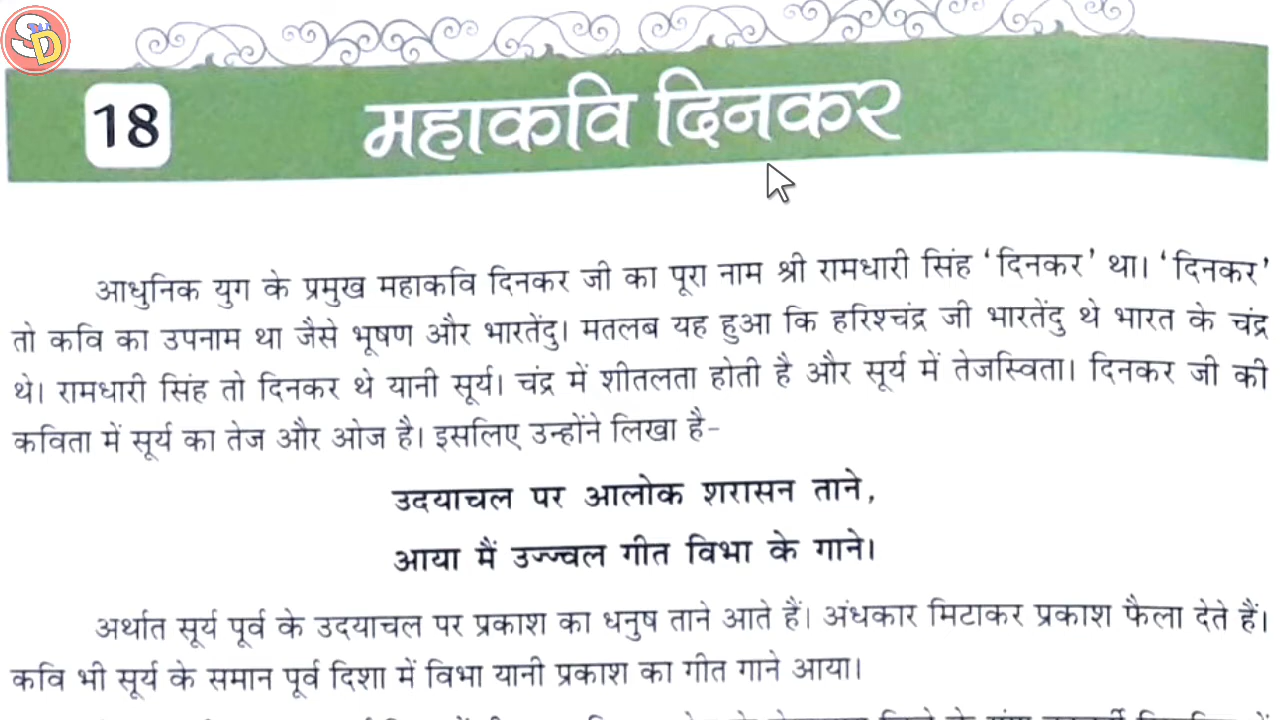 SD
18
महाकवि दिनकर
आधुनिक युग के प्रमुख महाकवि दिनकर जी का पूरा नाम श्री रामधारी सिंह ‘दिनकर’ था। ‘दिनकर’
तो कवि का उपनाम था जैसे भूषण और भारतेंदु। मतलब यह हुआ कि हरिश्चंद्र जी भारतेंदु थे भारत के चंद्र
थे। रामधारी सिंह तो दिनकर थे यानी सूर्य। चंद्र में शीतलता होती है और सूर्य में तेजस्विता। दिनकर जी की
कविता में सूर्य का तेज और ओज है। इसलिए उन्होंने लिखा है–
उदयाचल पर आलोक शरासन ताने,
आया मैं उज्ज्वल गीत विभा के गाने।
अर्थात सूर्य पूर्व के उदयाचल पर प्रकाश का धनुष ताने आते हैं। अंधकार मिटाकर प्रकाश फैला देते हैं।
कवि भी सूर्य के समान पूर्व दिशा में विभा यानी प्रकाश का गीत गाने आया।